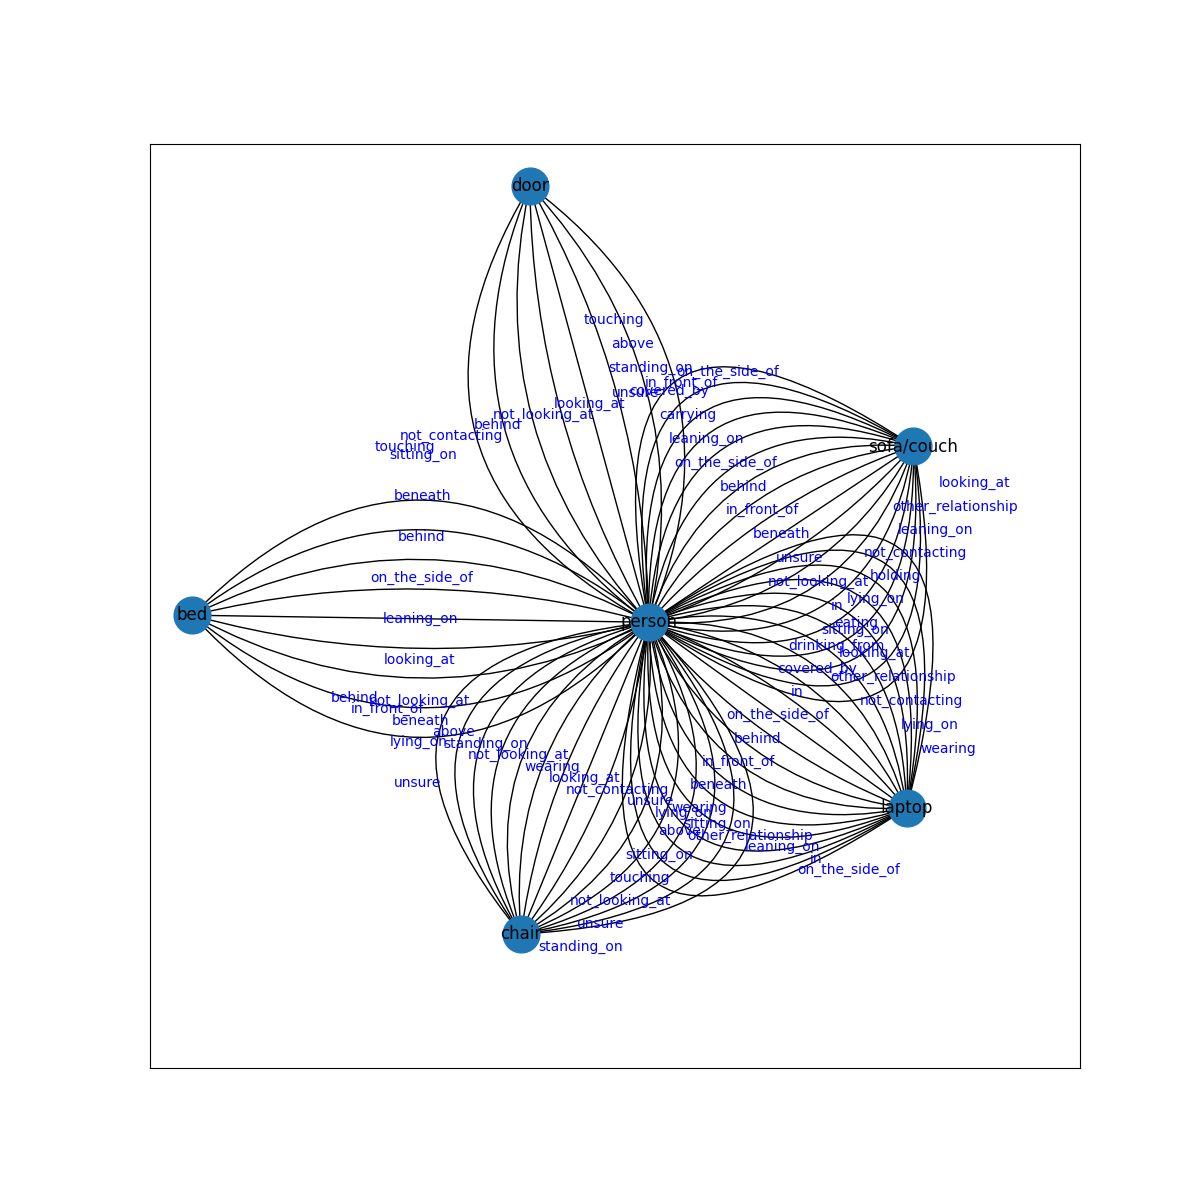 door
touching
above
standing_on
on_the_side_of
in_front_of
unsure
covered_by
looking_at
not_looking_at
carrying
behind
not_contacting
leaning_on
touching
sofa/couch
sitting_on
on_the_side_of
looking_at
behind
beneath
other_relationship
in_front_of
leaning_on
beneath
behind
not_contacting
unsure
holding
on_the_side_of
not_looking_at
lying_on
in
bed
leaning_on
person
eating
sitting_on
drinking_from
looking_at
looking_at
covered_by
other_relationship
in
behind
not_looking_at
not_contacting
in_front_of
on_the_side_of
beneath
lying_on
above
behind
lying_on
standing_on
wearing
not_looking_at
in_front_of
wearing
looking_at
unsure
beneath
not_contacting
unsure
wearing
laptop
lying_on
sitting_on
above
other_relationship
leaning_on
sitting_on
in
on_the_side_of
touching
not_looking_at
unsure
chair
standing_on